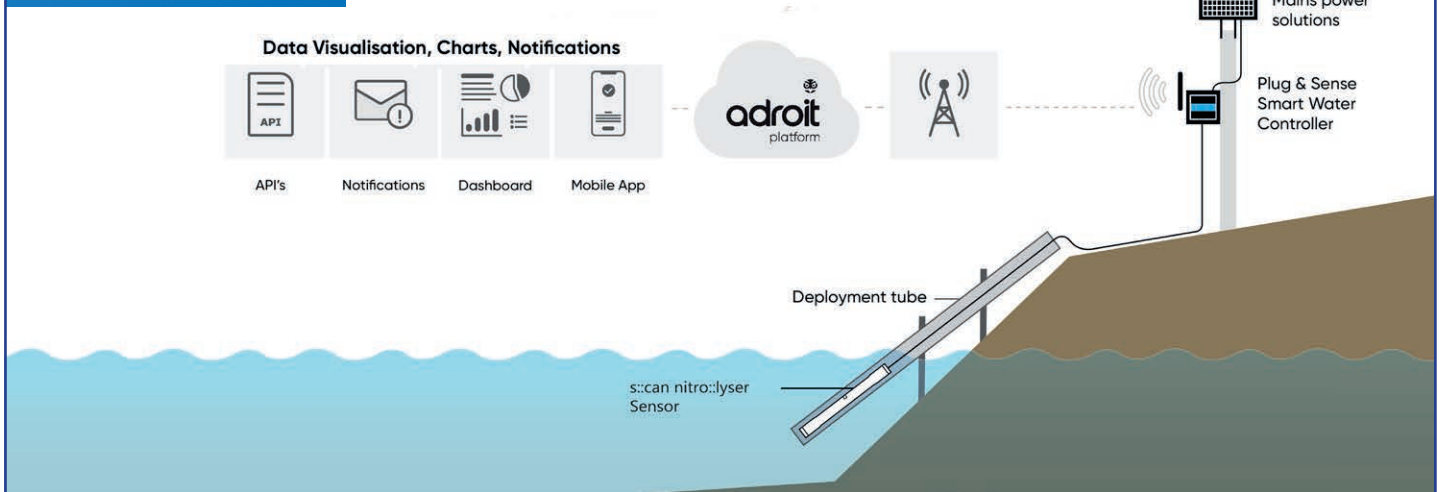 Mains power
solutions
Data Visualisation, Charts, Notifications
API
adroit
platform
Plug & Sense
Smart Water
Controller
API's
Notifications
Dashboard
Mobile App
Deployment tube
s::can nitro::lyser
Sensor